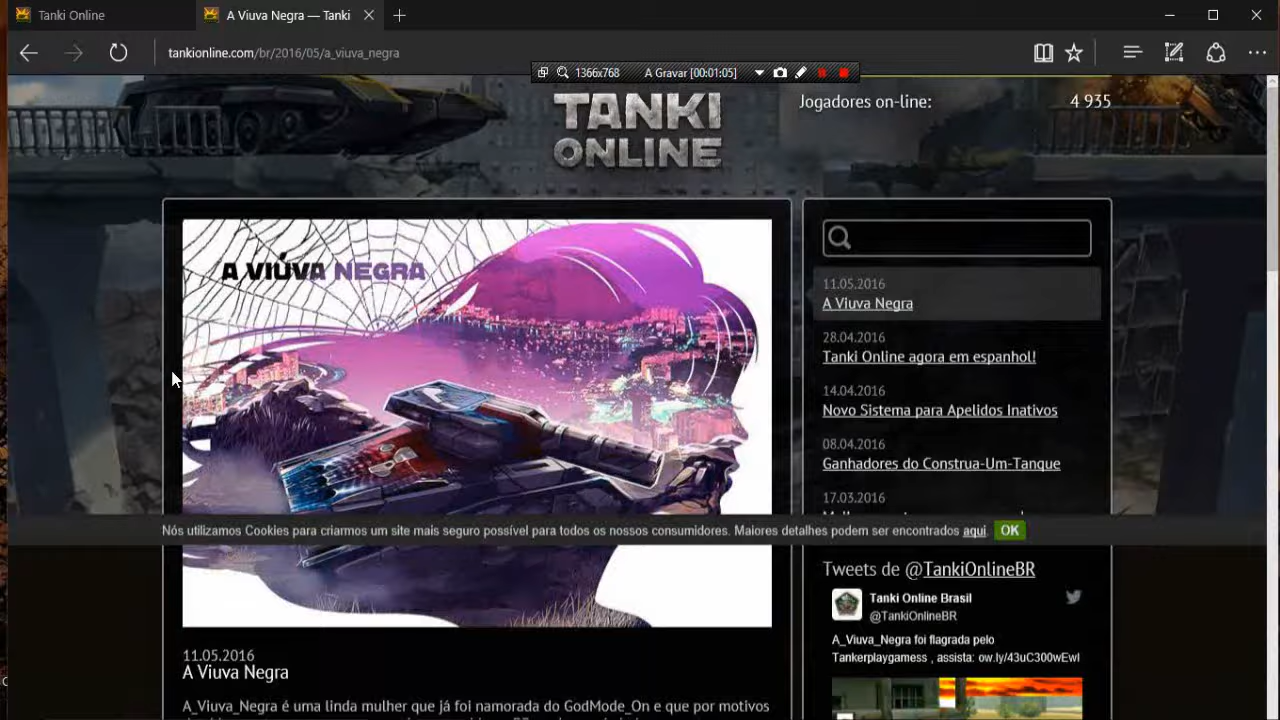 Tanki Online
A Viuva Negra — Tanki
tankionline.com/br/2016/05/a_viuva_negra
1366x768 A Gravar [00:01:05]
TANKI
ONLINE
Jogadores on-line: 4 935
A VIÚVA NEGRA
11.05.2016
A Viuva Negra
28.04.2016
Tanki Online agora em espanhol!
14.04.2016
Novo Sistema para Apelidos Inativos
08.04.2016
Ganhadores do Construa-Um-Tanque
17.03.2016
Nós utilizamos Cookies para criarmos um site mais seguro possível para todos os nossos consumidores. Maiores detalhes podem ser encontrados aqui. OK
Tweets de @TankiOnlineBR
Tanki Online Brasil
@TankiOnlineBR
A_Viuva_Negra foi flagrada pelo
Tankerplaygamess , assista: ow.ly/43uC300wEwI
11.05.2016
A Viuva Negra
A_Viuva_Negra é uma linda mulher que já foi namorada do GodMode_On e que por motivos